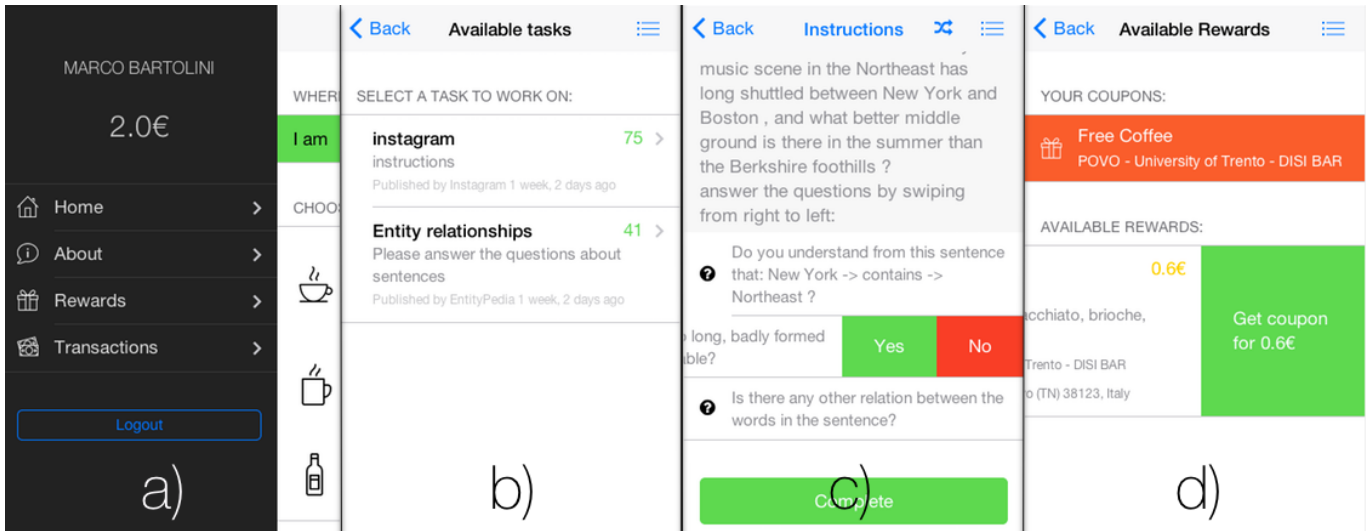 MARCO BARTOLINI
2.0€
Home
About
Rewards
Transactions
Logout
a)
WHER
I am
CHOO
Back Available tasks
SELECT A TASK TO WORK ON:
instagram 75
instructions
Published by Instagram 1 week, 2 days ago
Entity relationships 41
Please answer the questions about
sentences
Published by EntityPedia 1 week, 2 days ago
b)
Back Instructions
music scene in the Northeast has
long shuttled between New York and
Boston , and what better middle
ground is there in the summer than
the Berkshire foothills ?
answer the questions by swiping
from right to left:
Do you understand from this sentence
that: New York -> contains ->
Northeast ?
long, badly formed
ble?
Yes No
Is there any other relation between the
words in the sentence?
Complete
c)
Back Available Rewards
YOUR COUPONS:
Free Coffee
POVO - University of Trento - DISI BAR
AVAILABLE REWARDS:
0.6€
acchiato, brioche,
Trento - DISI BAR
o (TN) 38123, Italy
Get coupon
for 0.6€
d)